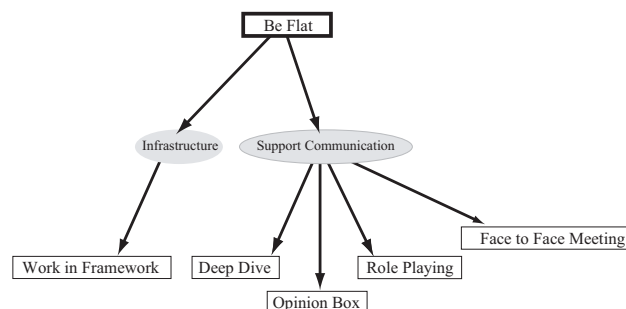 Be Flat
Infrastructure
Support Communication
Face to Face Meeting
Work in Framework
Deep Dive
Role Playing
Opinion Box